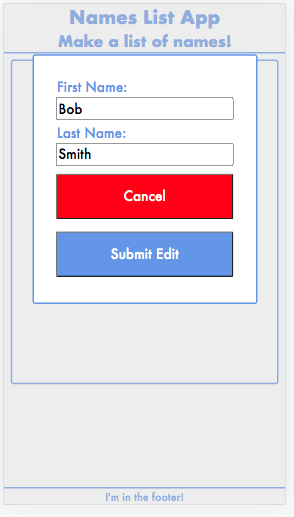 Names List App
Make a list of names!
First Name:
Bob
Last Name:
Smith
Cancel
Submit Edit
I'm in the footer!